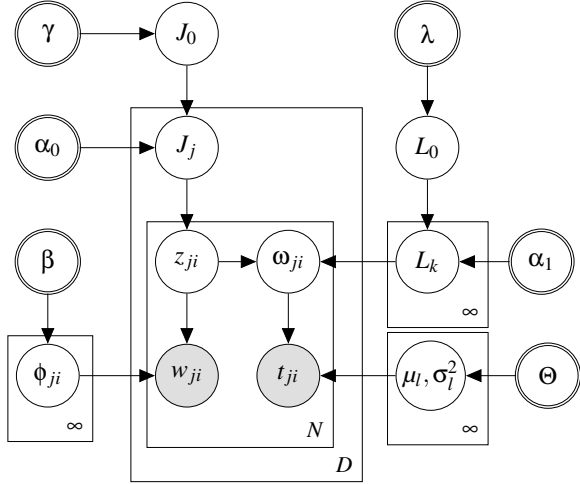 γ J₀ λ
α₀ Jⱼ L₀
β zⱼᵢ ωⱼᵢ Lₖ α₁
∞
ϕⱼᵢ wⱼᵢ tⱼᵢ μₗ, σₗ² Θ
∞ N ∞
D